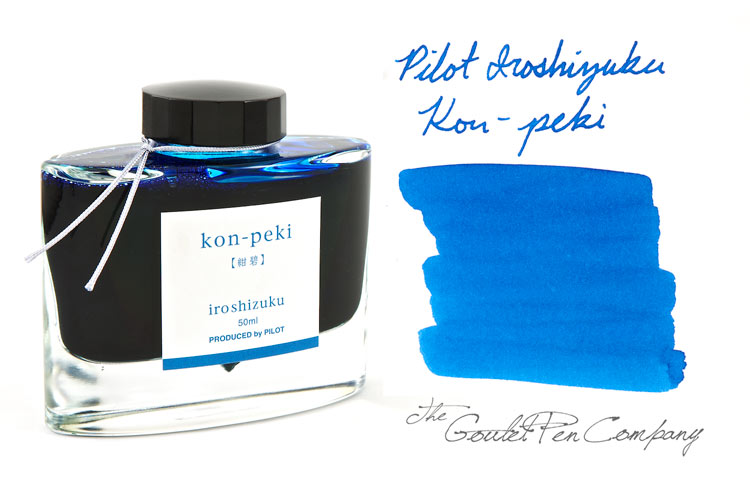 kon-peki
【紺碧】
iroshizuku
50ml
PRODUCED by PILOT
Pilot Iroshizuku
Kon-peki
The
Goulet Pen Company